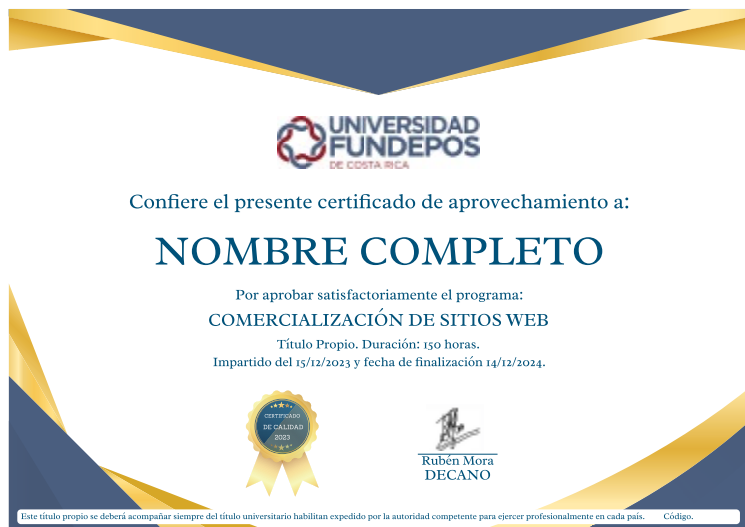 UNIVERSIDAD
FUNDEPOS
DE COSTA RICA
Confiere el presente certificado de aprovechamiento a:
NOMBRE COMPLETO
Por aprobar satisfactoriamente el programa:
COMERCIALIZACIÓN DE SITIOS WEB
Título Propio. Duración: 150 horas.
Impartido del 15/12/2023 y fecha de finalización 14/12/2024.
CERTIFICADO
DE CALIDAD
2023
Rubén Mora
DECANO
Este título propio se deberá acompañar siempre del título universitario habilitan expedido por la autoridad competente para ejercer profesionalmente en cada país. Código.